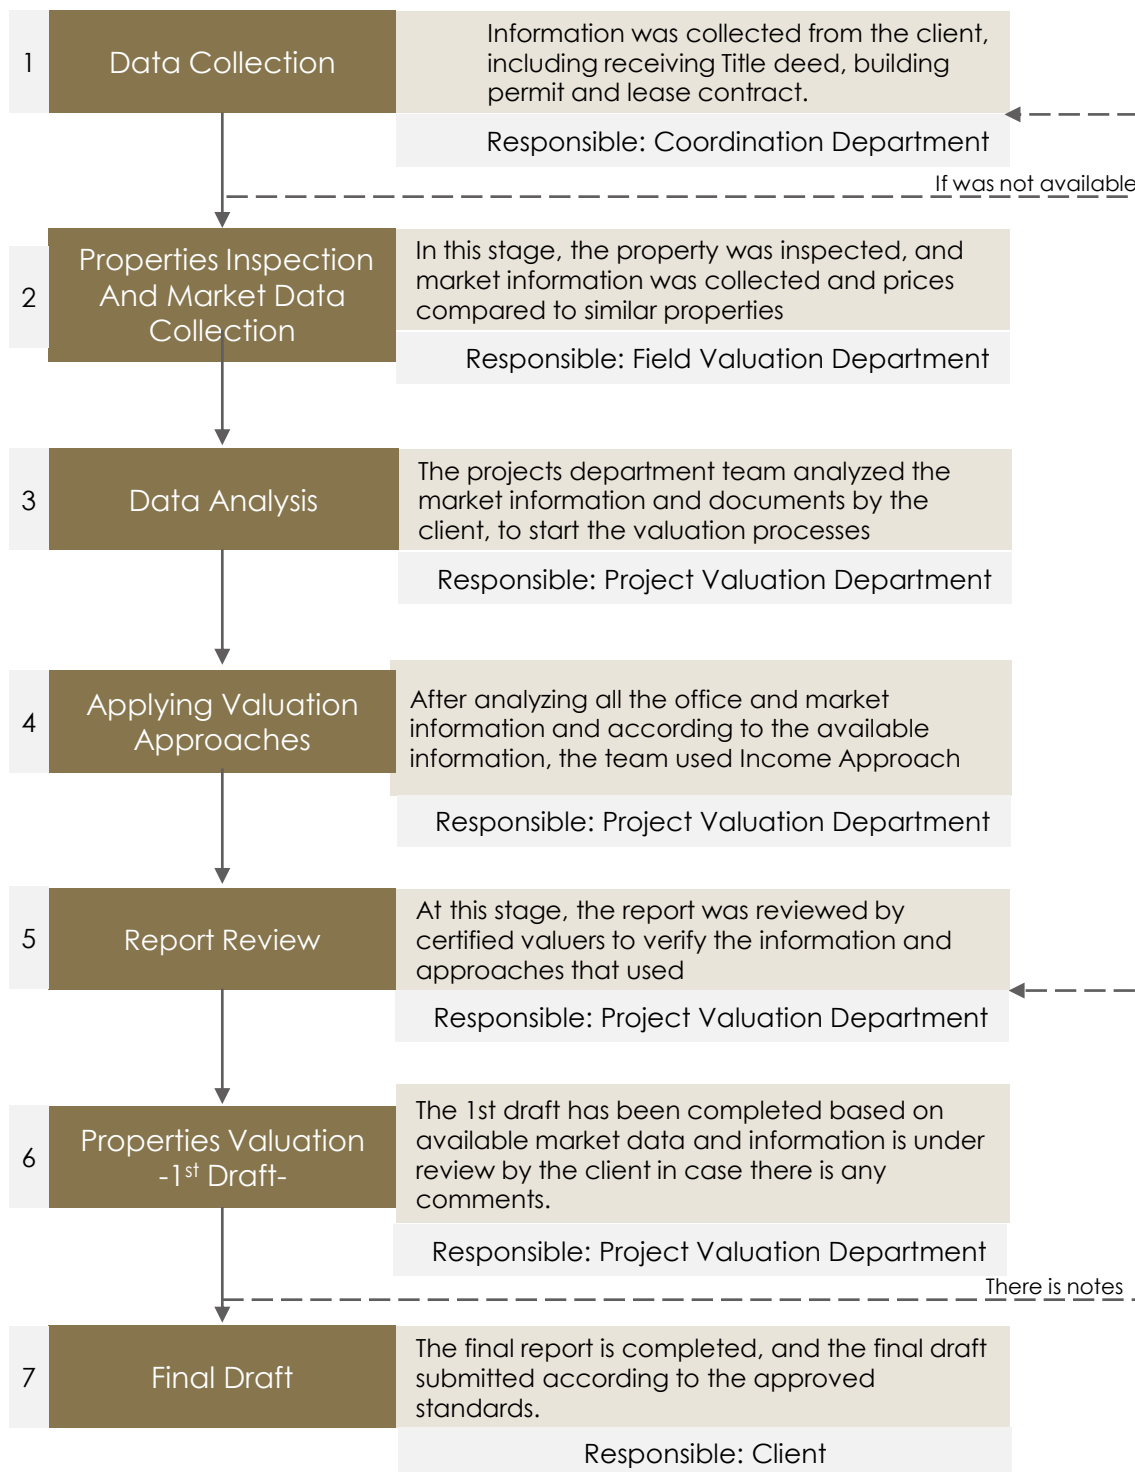 1
Data Collection
Information was collected from the client,
including receiving Title deed, building
permit and lease contract.
Responsible: Coordination Department
If was not available
2
Properties Inspection
And Market Data
Collection
In this stage, the property was inspected, and
market information was collected and prices
compared to similar properties
Responsible: Field Valuation Department
3
Data Analysis
The projects department team analyzed the
market information and documents by the
client, to start the valuation processes
Responsible: Project Valuation Department
4
Applying Valuation
Approaches
After analyzing all the office and market
information and according to the available
information, the team used Income Approach
Responsible: Project Valuation Department
5
Report Review
At this stage, the report was reviewed by
certified valuers to verify the information and
approaches that used
Responsible: Project Valuation Department
6
Properties Valuation
-1st Draft-
The 1st draft has been completed based on
available market data and information is under
review by the client in case there is any
comments.
Responsible: Project Valuation Department
There is notes
7
Final Draft
The final report is completed, and the final draft
submitted according to the approved
standards.
Responsible: Client